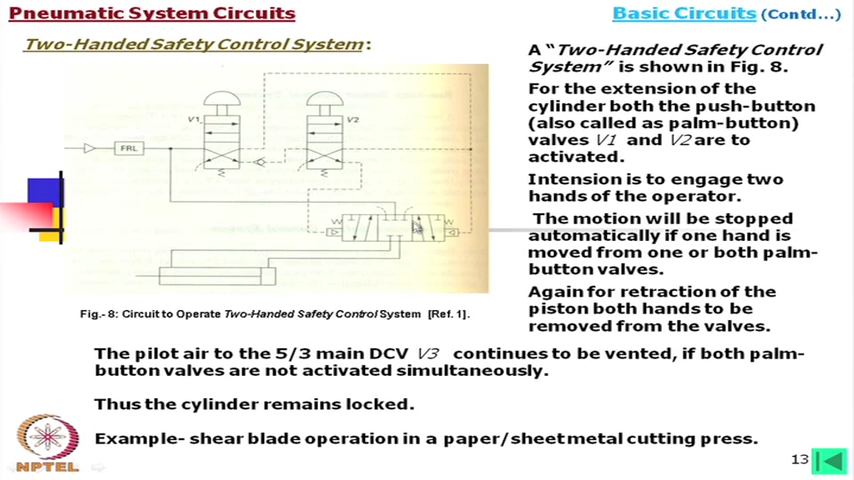 Pneumatic System Circuits
Basic Circuits (Contd...)
Two-Handed Safety Control System:
V1
V2
FRL
Fig.- 8: Circuit to Operate Two-Handed Safety Control System [Ref. 1].
A “Two-Handed Safety Control
System” is shown in Fig. 8.
For the extension of the
cylinder both the push-button
(also called as palm-button)
valves V1 and V2 are to
activated.
Intension is to engage two
hands of the operator.
The motion will be stopped
automatically if one hand is
moved from one or both palm-
button valves.
Again for retraction of the
piston both hands to be
removed from the valves.
The pilot air to the 5/3 main DCV V3 continues to be vented, if both palm-
button valves are not activated simultaneously.
Thus the cylinder remains locked.
Example- shear blade operation in a paper/sheet metal cutting press.
NPTEL
13